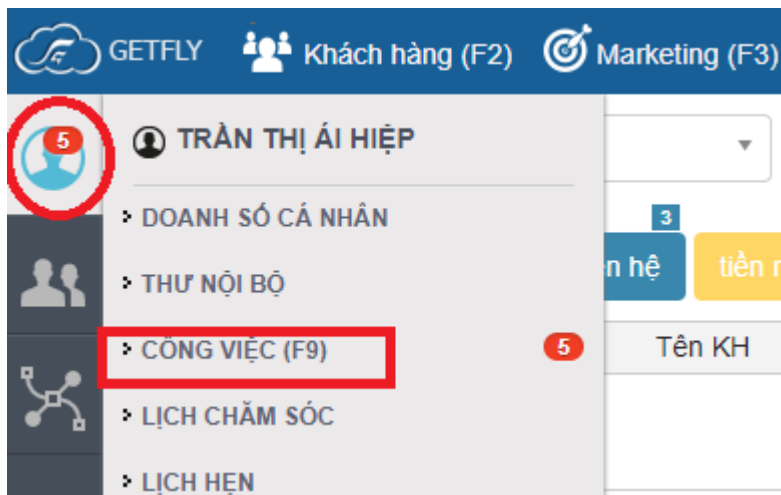 GETFLY Khách hàng (F2) Marketing (F3)
5 TRẦN THỊ ÁI HIỆP
DOANH SỐ CÁ NHÂN
3
THƯ NỘI BỘ n hệ tiền
CÔNG VIỆC (F9) 5 Tên KH
LỊCH CHĂM SÓC
LỊCH HẸN